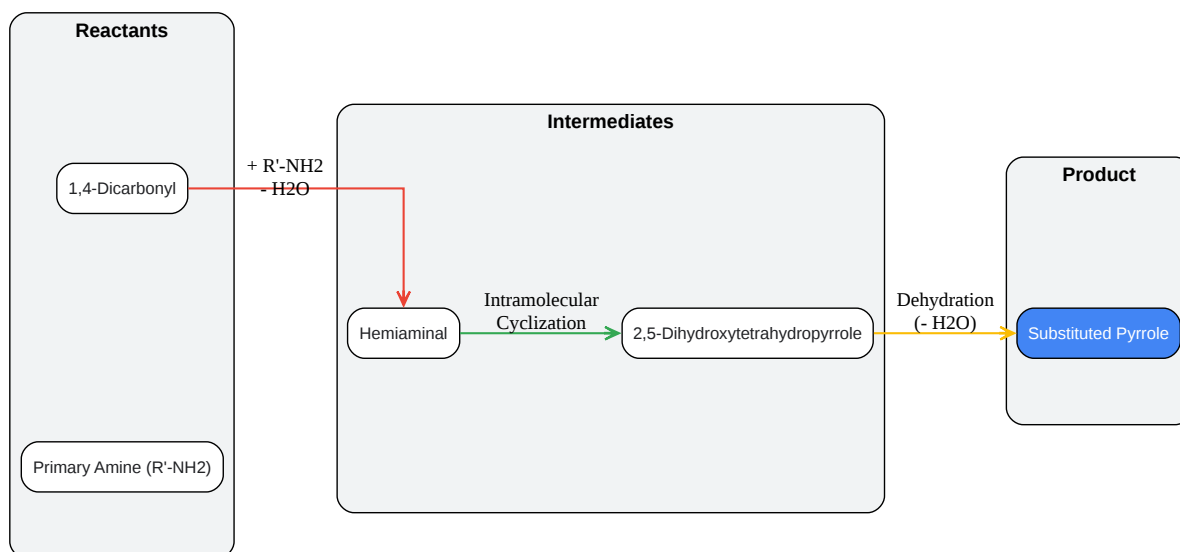 Reactants
1,4-Dicarbonyl
Primary Amine (R'-NH2)
+ R'-NH2
- H2O
Intermediates
Hemiaminal
Intramolecular
Cyclization
2,5-Dihydroxytetrahydropyrrole
Dehydration
(- H2O)
Product
Substituted Pyrrole